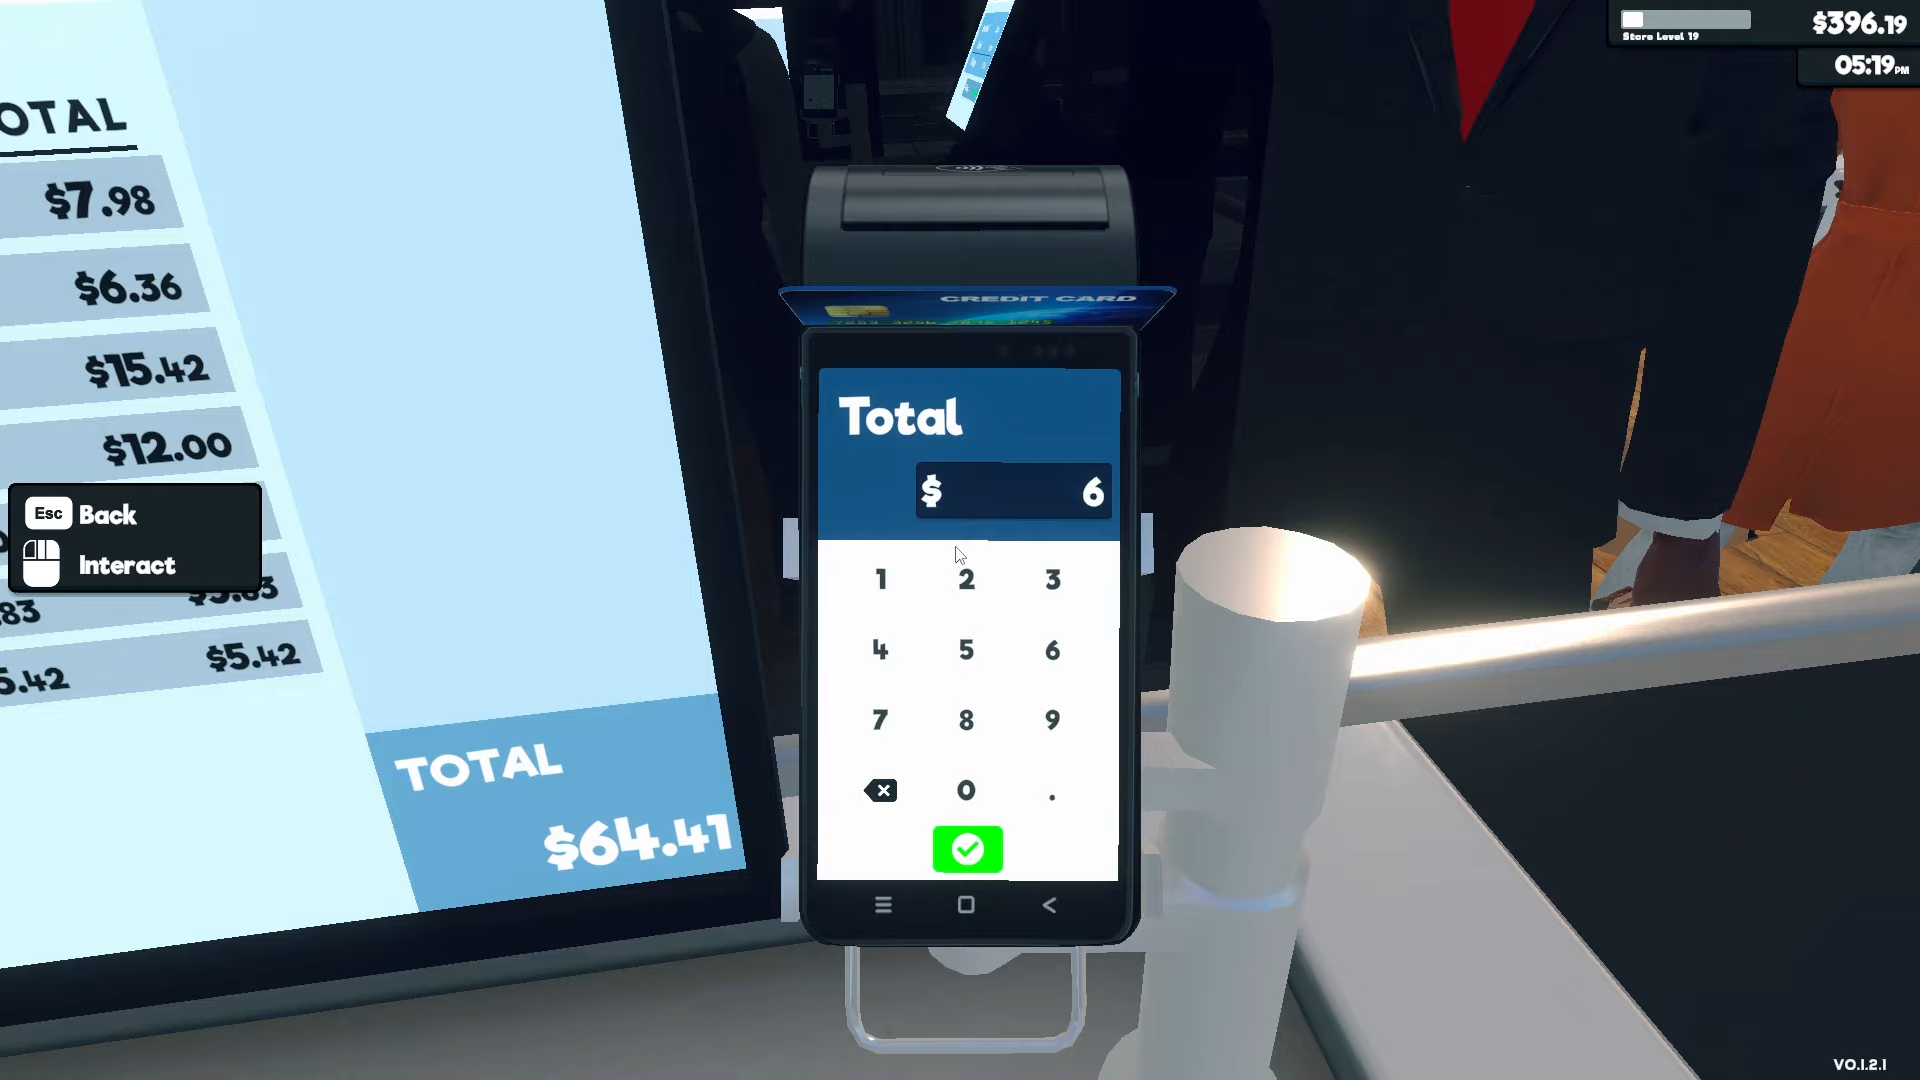 $396.19
Store Level 19
05:19PM
OTAL
$7.98
$6.36
$15.42
$12.00
Esc Back
Interact
.83
$5.42
5.42
TOTAL
$64.41
CREDIT CARD
Total
$ 6
1 2 3
4 5 6
7 8 9
0 .
V0.1.2.1